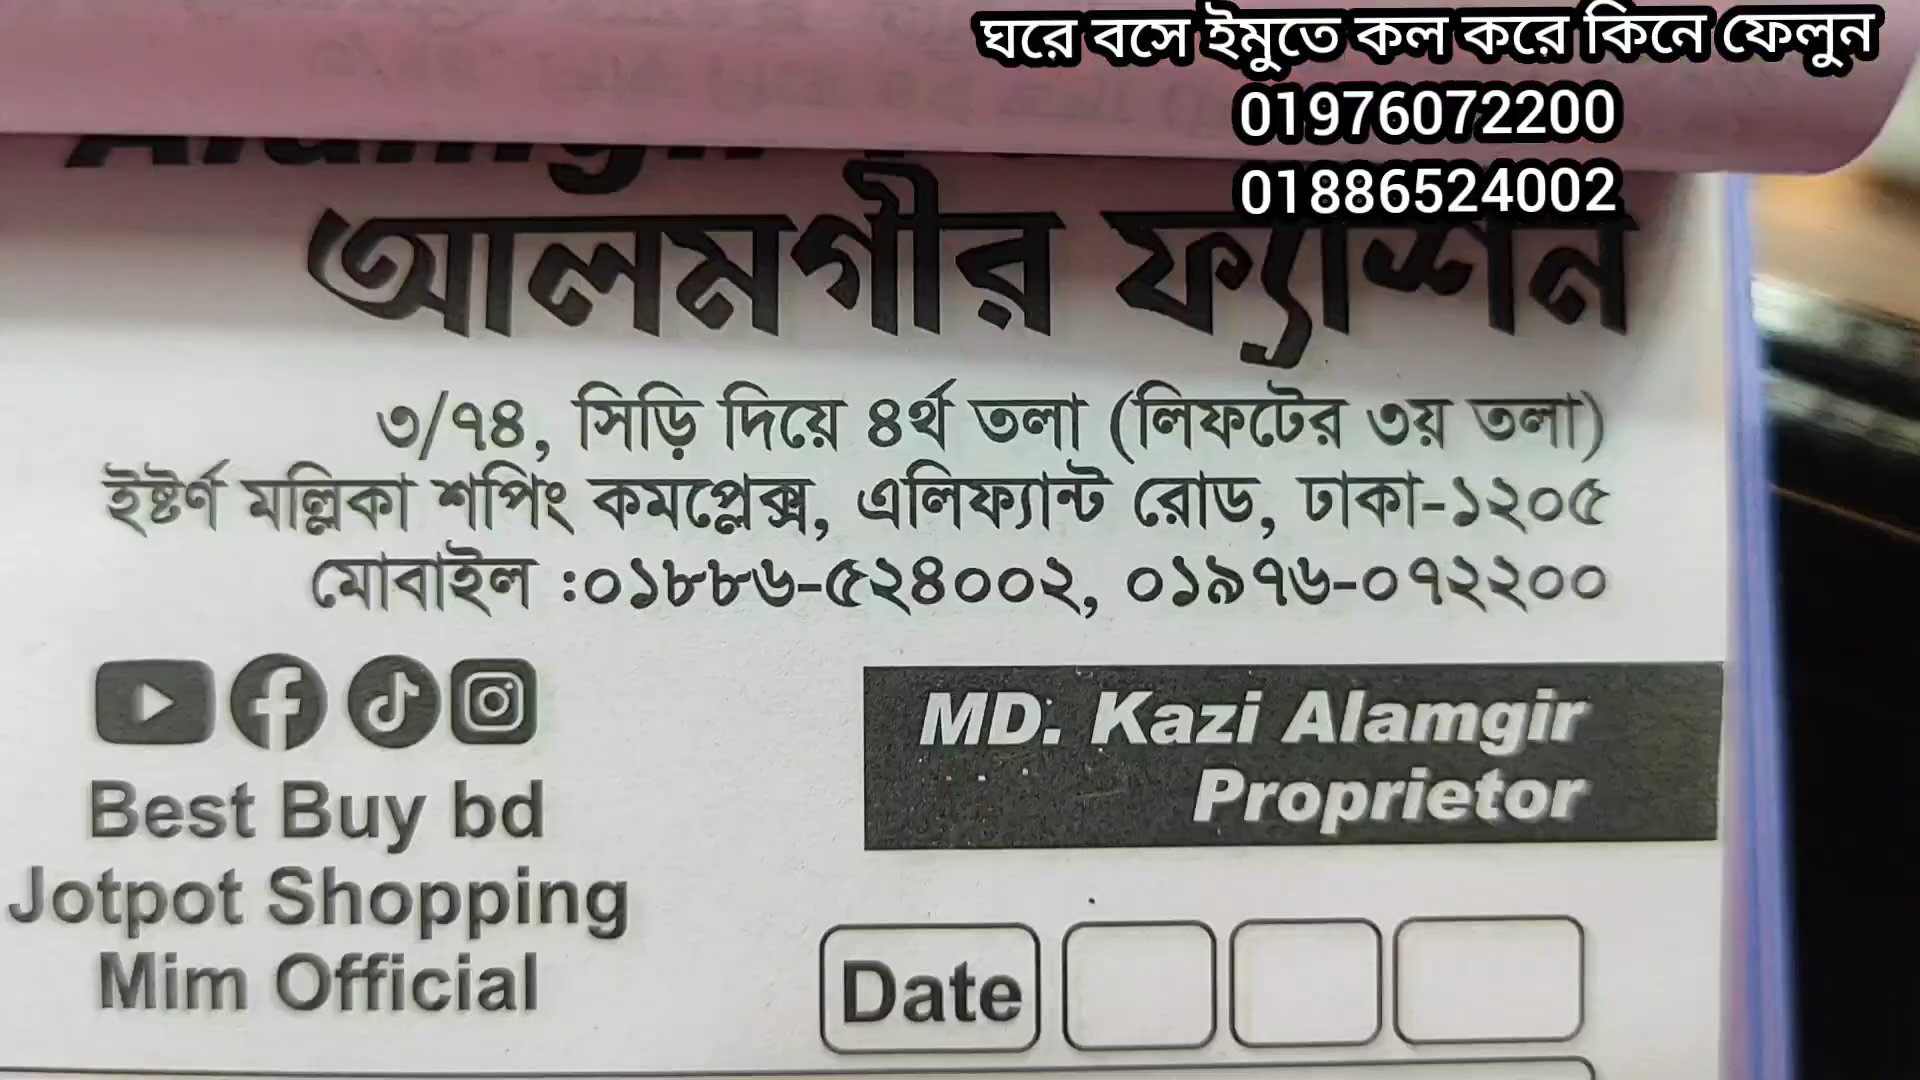 ঘরে বসে ইমুতে কল করে কিনে ফেলুন
01976072200
01886524002
Alamgir
আলমগীর ফ্যাশন
৩/৭৪, সিড়ি দিয়ে ৪র্থ তলা (লিফটের ৩য় তলা)
ইষ্টর্ণ মল্লিকা শপিং কমপ্লেক্স, এলিফ্যান্ট রোড, ঢাকা-১২০৫
মোবাইল :০১৮৮৬-৫২৪০০২, ০১৯৭৬-০৭২২০০
MD. Kazi Alamgir
Proprietor
Best Buy bd
Jotpot Shopping
Mim Official
Date